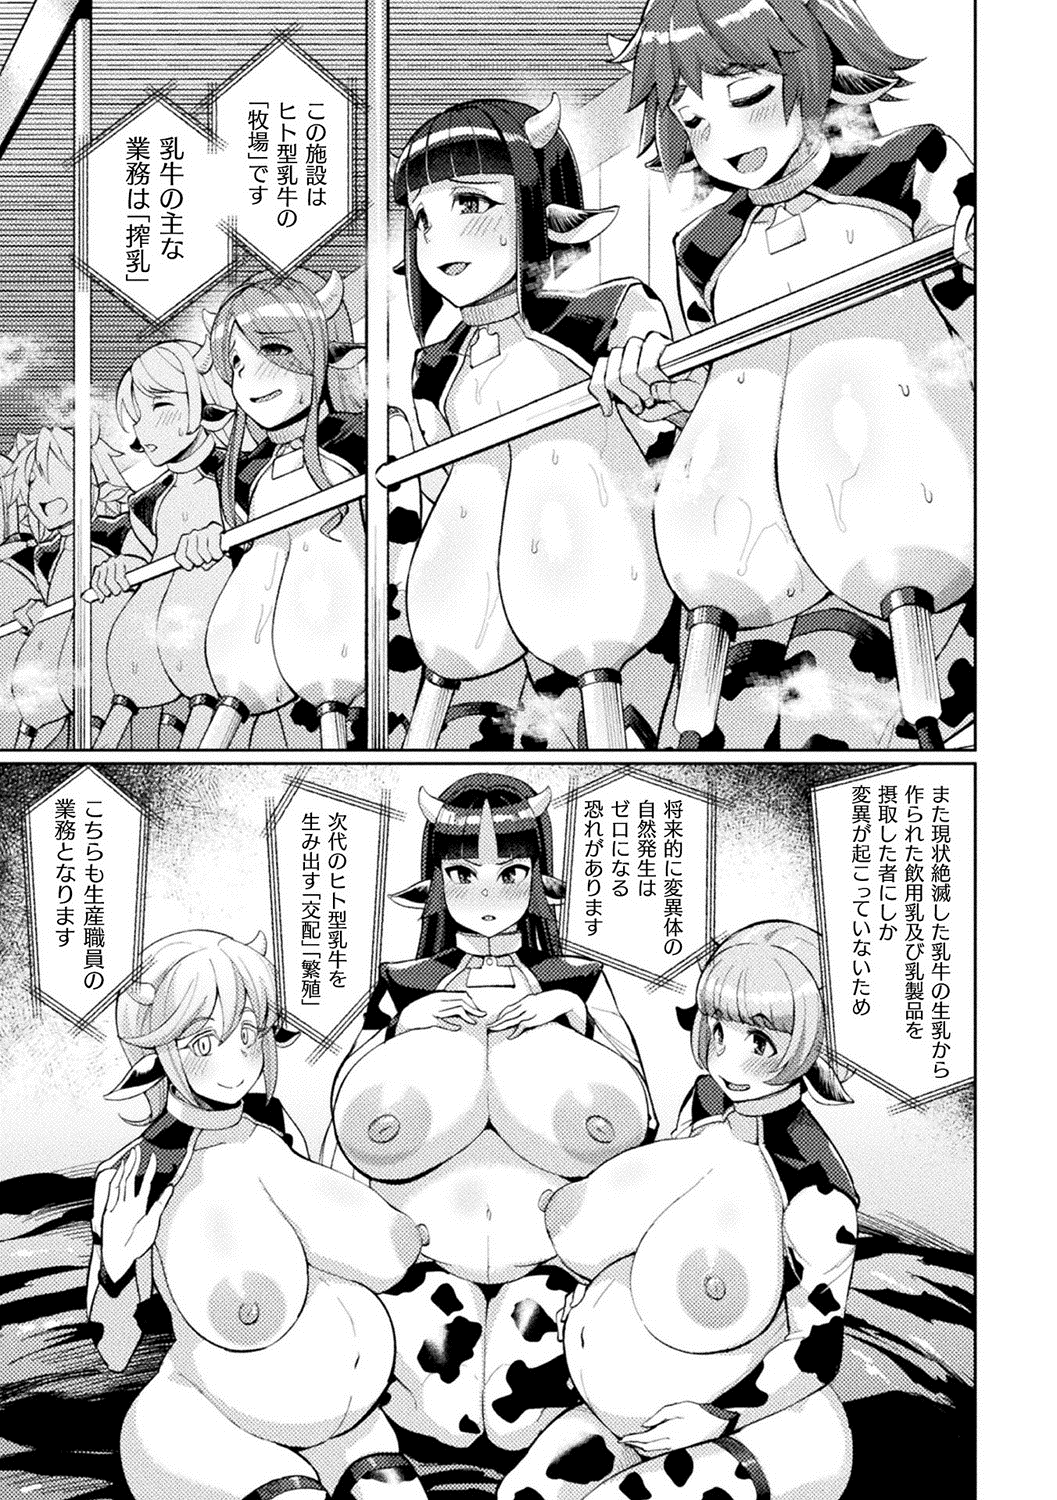 この施設は
ヒト型乳牛の
「牧場」です
乳牛の主な
業務は「搾乳」
また現状絶滅した乳牛の生乳から
作られた飲用乳及び乳製品を
摂取した者にしか
変異が起こっていないため
将来的に変異体の
自然発生は
ゼロになる
恐れがあります
次代のヒト型乳牛を
生み出す「交配」「繁殖」
こちらも生産職員の
業務となります